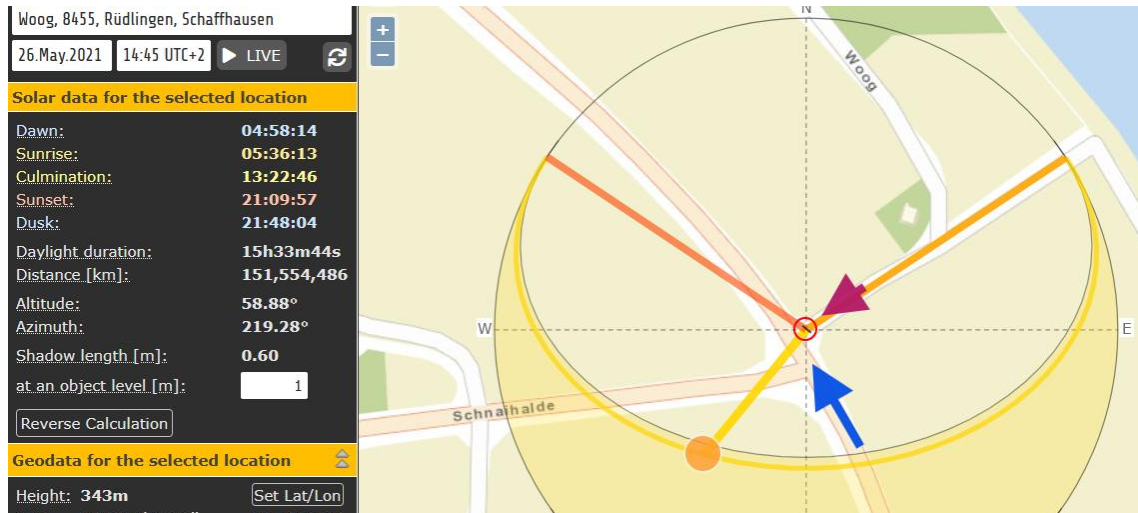 Woog, 8455, Rüdlingen, Schaffhausen
26.May.2021 14:45 UTC+2 LIVE
Solar data for the selected location
Dawn: 04:58:14
Sunrise: 05:36:13
Culmination: 13:22:46
Sunset: 21:09:57
Dusk: 21:48:04
Daylight duration: 15h33m44s
Distance [km]: 151,554,486
Altitude: 58.88°
Azimuth: 219.28°
Shadow length [m]: 0.60
at an object level [m]: 1
Reverse Calculation
Geodata for the selected location
Height: 343m Set Lat/Lon
+
−
N
Woog
W
E
Schnaihalde